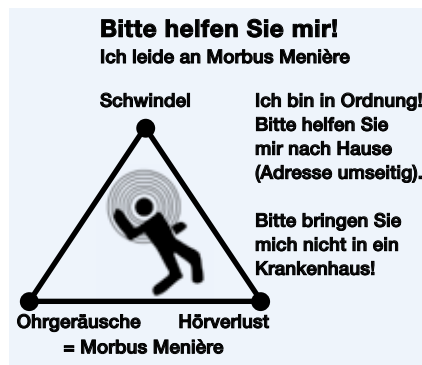 Bitte helfen Sie mir!
Ich leide an Morbus Menière
Schwindel
Ich bin in Ordnung!
Bitte helfen Sie
mir nach Hause
(Adresse umseitig).
Bitte bringen Sie
mich nicht in ein
Krankenhaus!
Ohrgeräusche
Hörverlust
= Morbus Menière